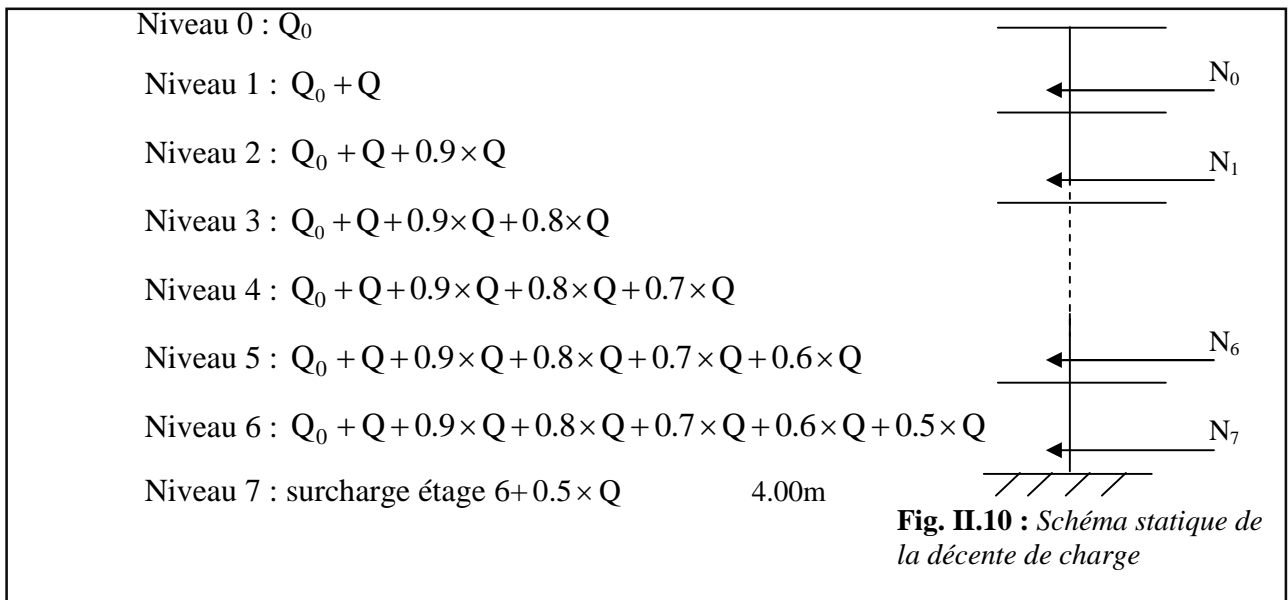 Niveau 0 : Q₀
Niveau 1 : Q₀ + Q
Niveau 2 : Q₀ + Q + 0.9 × Q
Niveau 3 : Q₀ + Q + 0.9 × Q + 0.8 × Q
Niveau 4 : Q₀ + Q + 0.9 × Q + 0.8 × Q + 0.7 × Q
Niveau 5 : Q₀ + Q + 0.9 × Q + 0.8 × Q + 0.7 × Q + 0.6 × Q
Niveau 6 : Q₀ + Q + 0.9 × Q + 0.8 × Q + 0.7 × Q + 0.6 × Q + 0.5 × Q
Niveau 7 : surcharge étage 6+ 0.5 × Q 4.00m
N₀
N₁
N₆
N₇
Fig. II.10 : Schéma statique de
la décente de charge